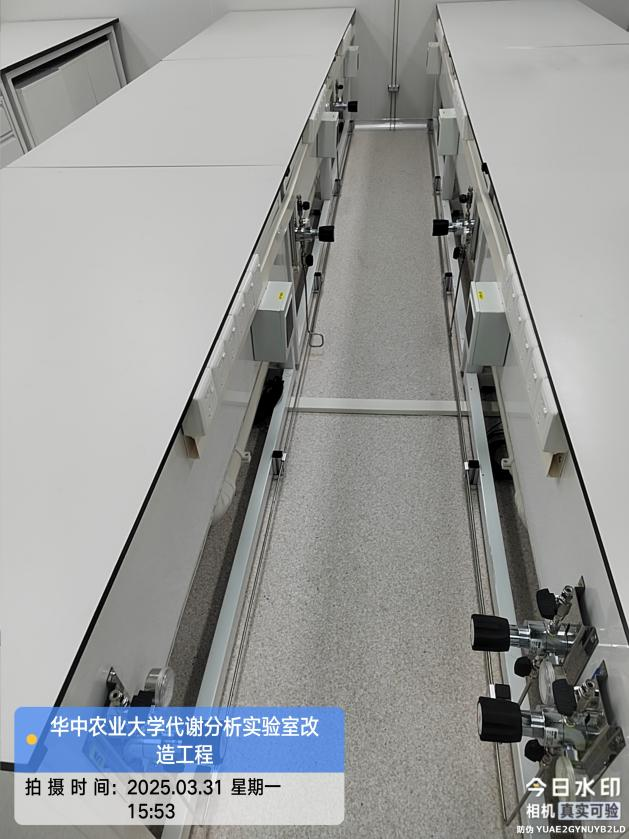 华中农业大学代谢分析实验室改
造工程
拍摄时间：2025.03.31 星期一
15:53
今日水印
相机 真实可验
防伪 YUAE2GYNUYB2LD